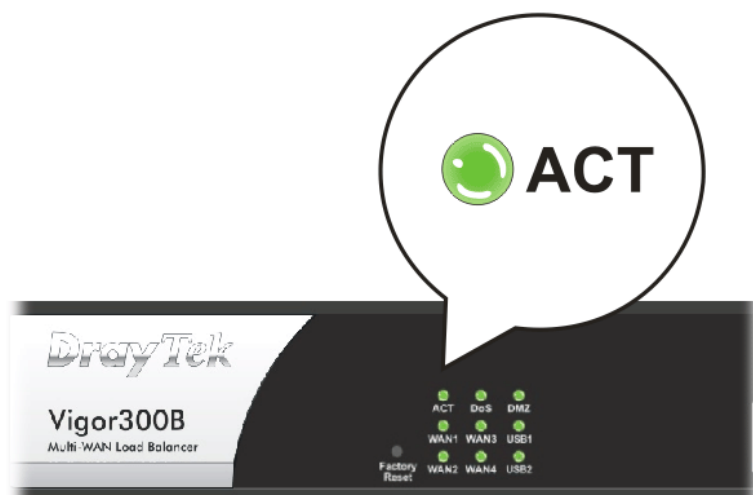 ACT
DrayTek
Vigor300B
Multi-WAN Load Balancer
ACT DoS DMZ
WAN1 WAN3 USB1
Factory Reset
WAN2 WAN4 USB2